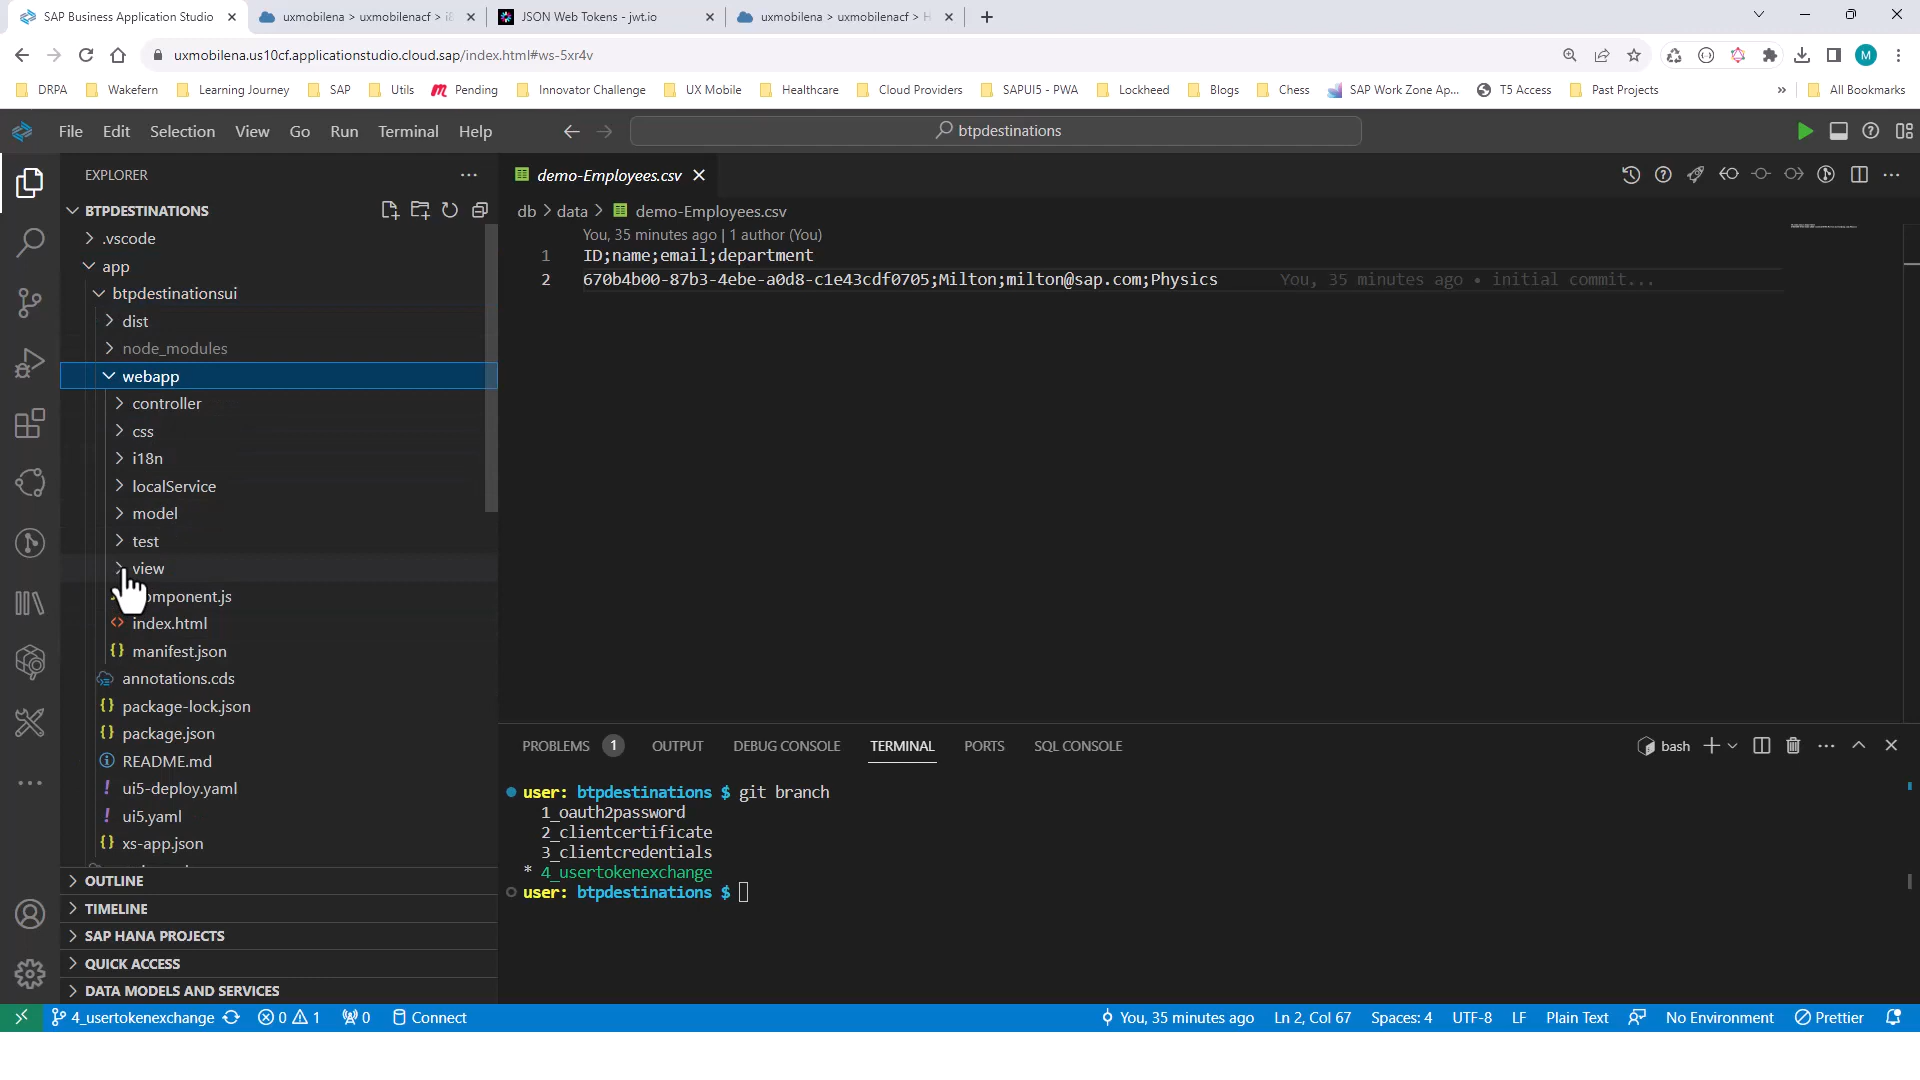 SAP Business Application Studio
uxmobilena > uxmobilenacf > i8
JSON Web Tokens - jwt.io
uxmobilena > uxmobilenacf > H
uxmobilena.us10cf.applicationstudio.cloud.sap/index.html#ws-5xr4v
M
DRPA
Wakefern
Learning Journey
SAP
Utils
Pending
Innovator Challenge
UX Mobile
Healthcare
Cloud Providers
SAPUI5 - PWA
Lockheed
Blogs
Chess
SAP Work Zone Ap...
T5 Access
Past Projects
»
All Bookmarks
File Edit Selection View Go Run Terminal Help
btpdestinations
EXPLORER
BTPDESTINATIONS
.vscode
app
btpdestinationsui
dist
node_modules
webapp
controller
css
i18n
localService
model
test
view
omponent.js
index.html
manifest.json
annotations.cds
package-lock.json
package.json
README.md
ui5-deploy.yaml
ui5.yaml
xs-app.json
OUTLINE
TIMELINE
SAP HANA PROJECTS
QUICK ACCESS
DATA MODELS AND SERVICES
demo-Employees.csv
db > data > demo-Employees.csv
You, 35 minutes ago | 1 author (You)
1 ID;name;email;department
2 670b4b00-87b3-4ebe-a0d8-c1e43cdf0705;Milton;milton@sap.com;Physics You, 35 minutes ago • initial commit...
PROBLEMS 1 OUTPUT DEBUG CONSOLE TERMINAL PORTS SQL CONSOLE
bash
user: btpdestinations $ git branch
1_oauth2password
2_clientcertificate
3_clientcredentials
* 4_usertokenexchange
user: btpdestinations $
4_usertokenexchange 0 1 0 Connect
You, 35 minutes ago Ln 2, Col 67 Spaces: 4 UTF-8 LF Plain Text No Environment Prettier